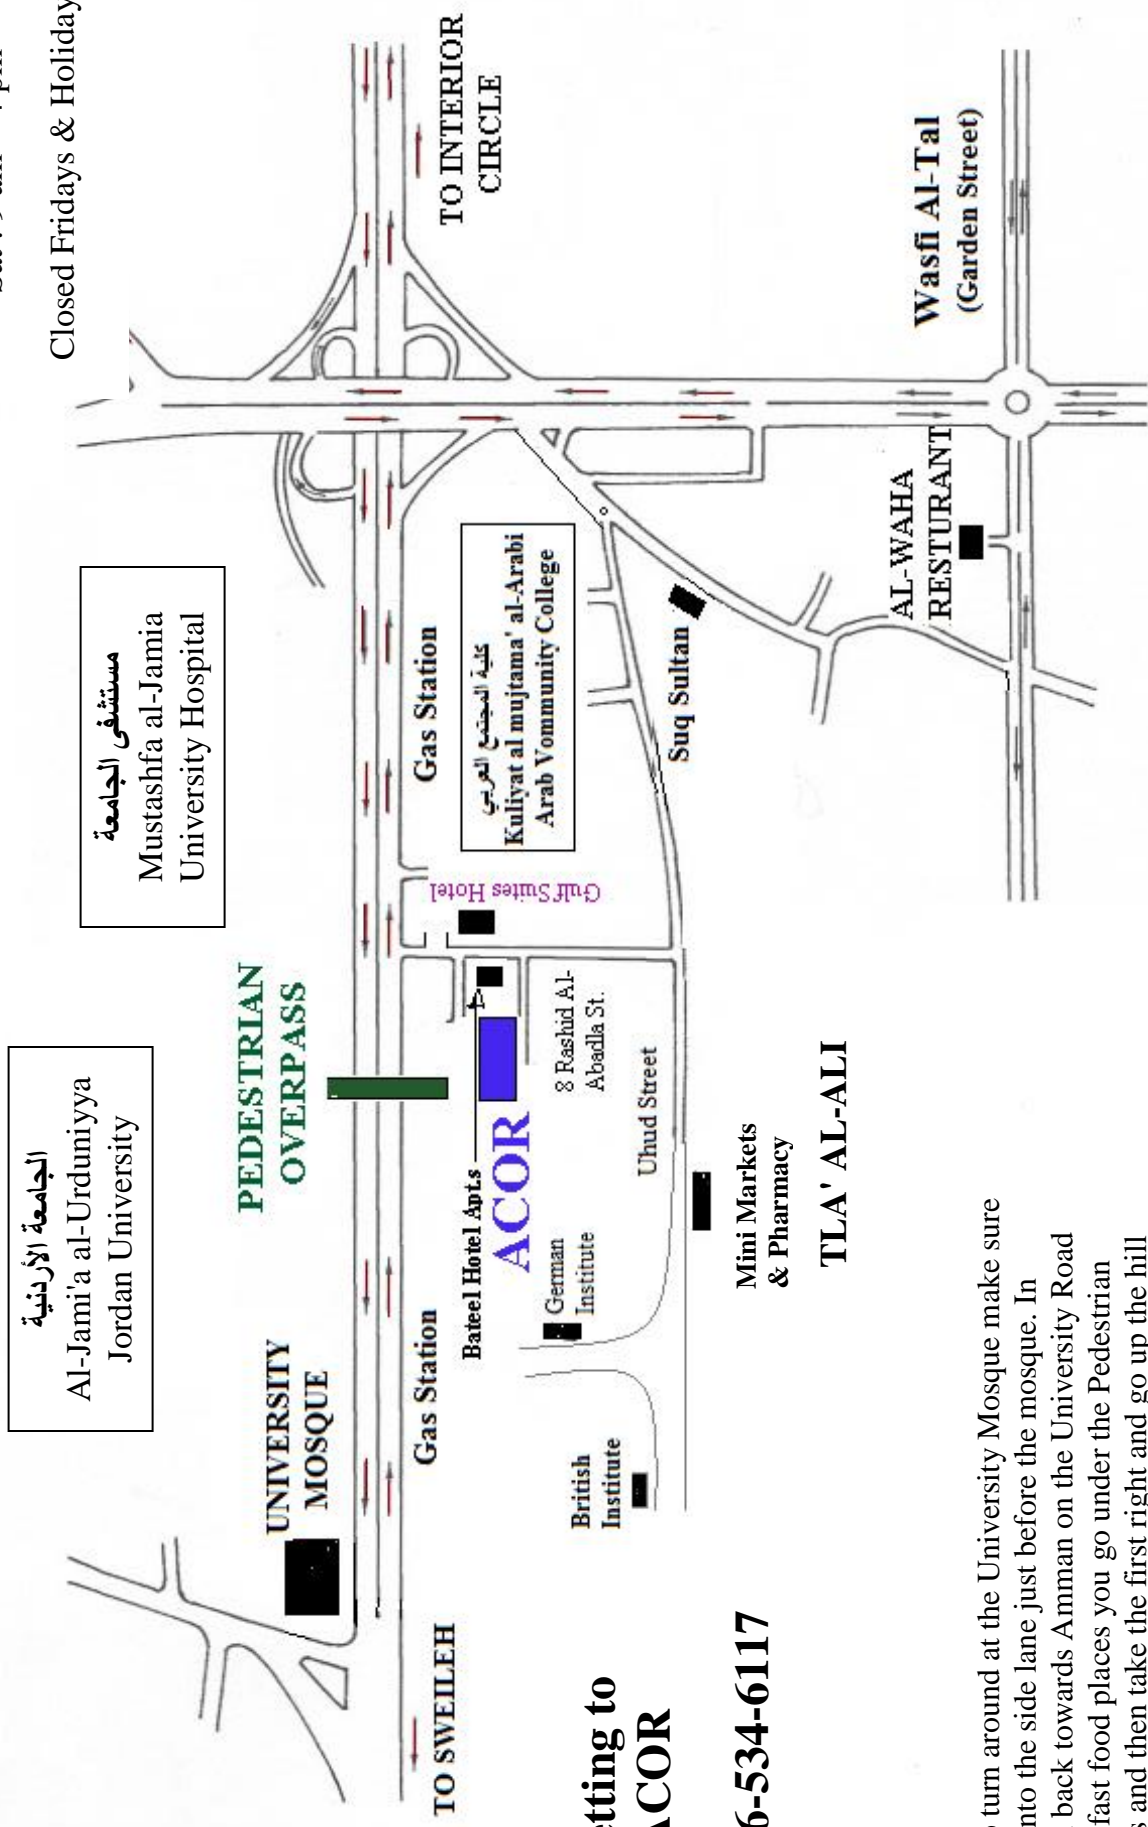 Closed Fridays & Holiday
الجامعة الأردنية
Al-Jami'a al-Urduniyya
Jordan University
مستشفى الجامعة
Mustashfa al-Jamia
University Hospital
PEDESTRIAN
OVERPASS
UNIVERSITY
MOSQUE
TO SWEILEH
Gas Station
Gas Station
TO INTERIOR
CIRCLE
Bateel Hotel Apt.s
ACOR
Gulf Suites Hotel
كلية المجتمع العربي
Kuliyat al mujtama' al-Arabi
Arab Vommunity College
German
Institute
8 Rashid Al-
Abadla St.
British
Institute
Uhud Street
Suq Sultan
etting to
ACOR
6-534-6117
Mini Markets
& Pharmacy
TLA' AL-ALI
AL-WAHA
RESTURANT
Wasfi Al-Tal
(Garden Street)
turn around at the University Mosque make sure
nto the side lane just before the mosque. In
back towards Amman on the University Road
fast food places you go under the Pedestrian
s and then take the first right and go up the hill